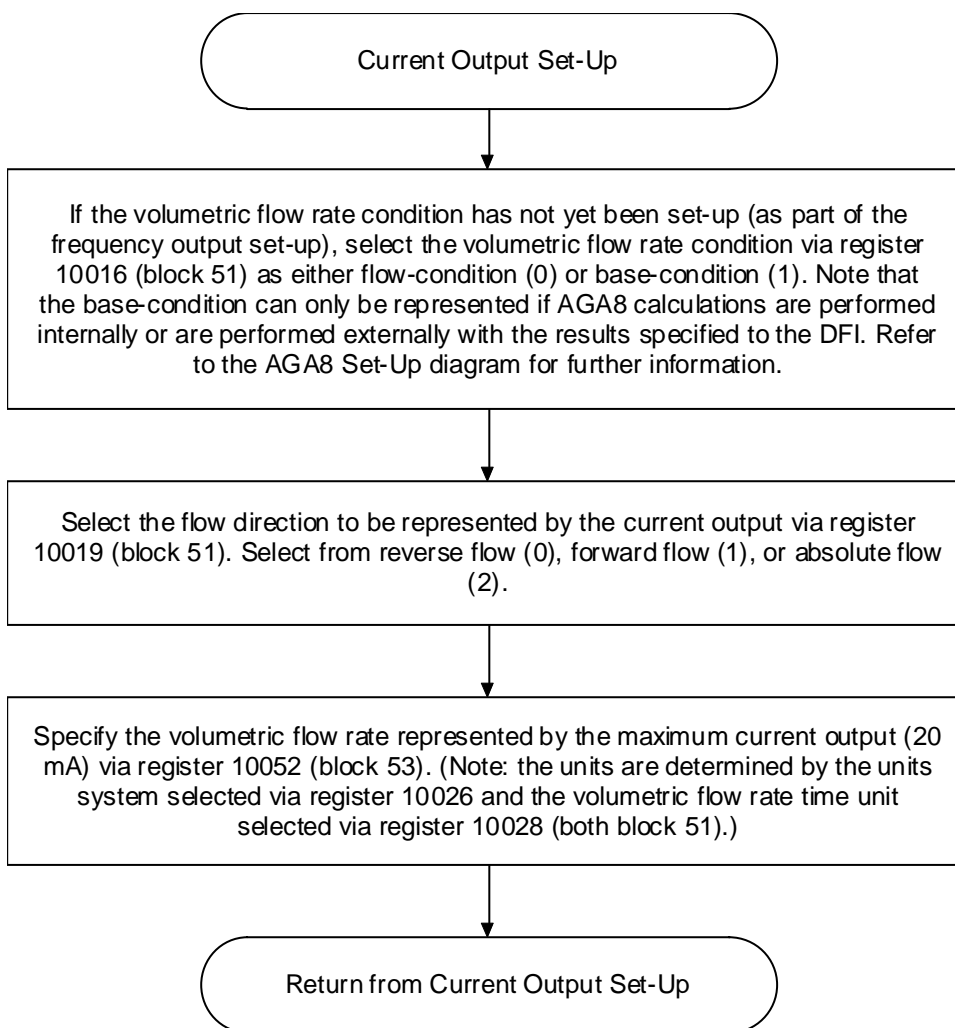 Current Output Set-Up
If the volumetric flow rate condition has not yet been set-up (as part of the
frequency output set-up), select the volumetric flow rate condition via register
10016 (block 51) as either flow-condition (0) or base-condition (1). Note that
the base-condition can only be represented if AGA8 calculations are performed
internally or are performed externally with the results specified to the DFI. Refer
to the AGA8 Set-Up diagram for further information.
Select the flow direction to be represented by the current output via register
10019 (block 51). Select from reverse flow (0), forward flow (1), or absolute flow
(2).
Specify the volumetric flow rate represented by the maximum current output (20
mA) via register 10052 (block 53). (Note: the units are determined by the units
system selected via register 10026 and the volumetric flow rate time unit
selected via register 10028 (both block 51).)
Return from Current Output Set-Up